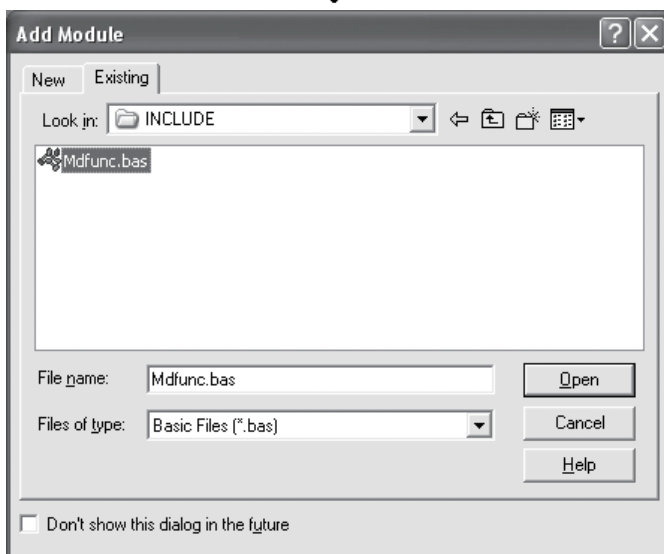 Add Module
New Existing
Look in: INCLUDE
Mdfunc.bas
File name: Mdfunc.bas Open
Files of type: Basic Files (*.bas) Cancel
Help
Don't show this dialog in the future